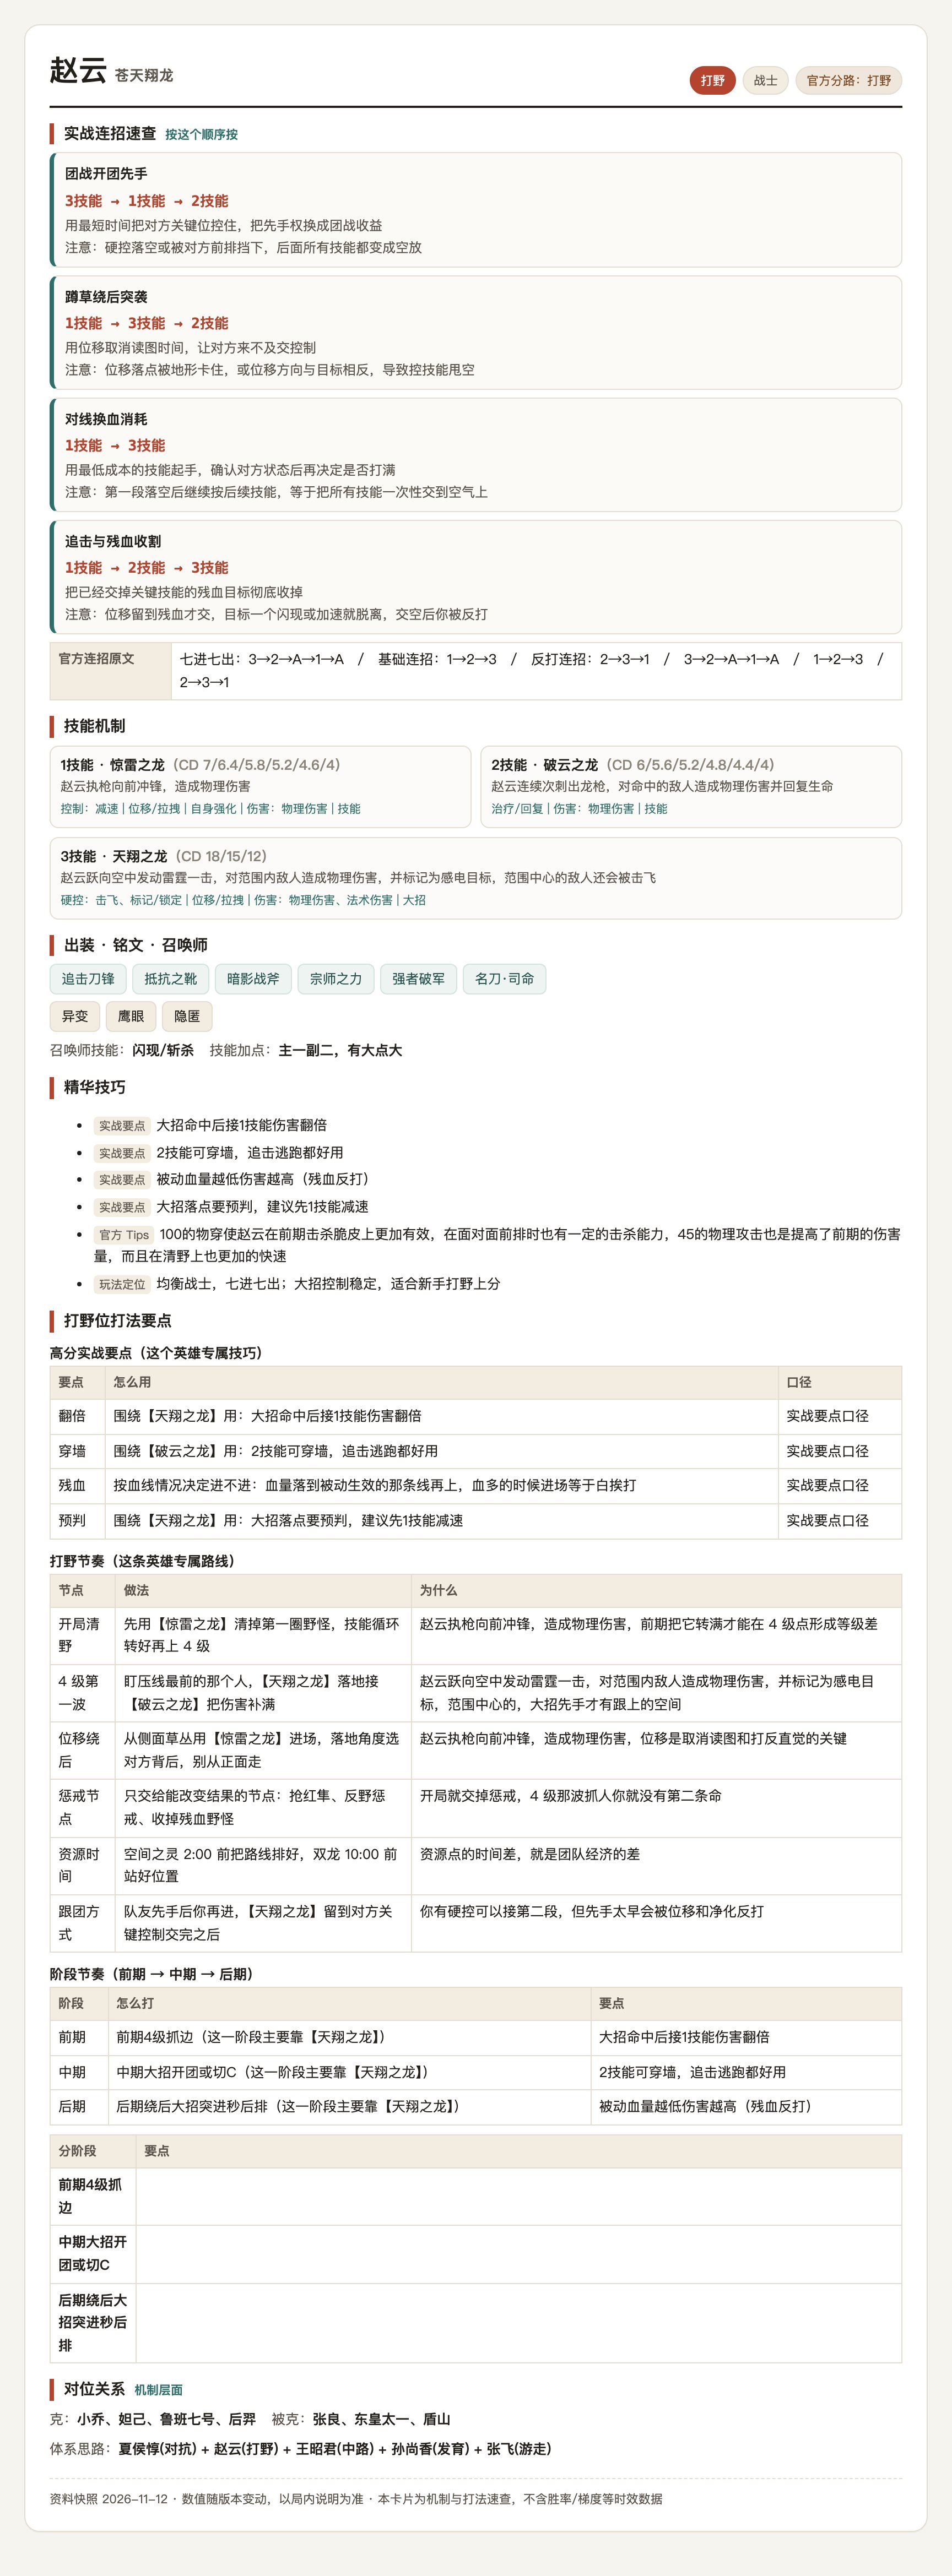 赵云 苍天翔龙
打野 战士 官方分路：打野
实战连招速查 按这个顺序按
团战开团先手
3技能 → 1技能 → 2技能
用最短时间把对方关键位控住，把先手权换成团战收益
注意：硬控落空或被对方前排挡下，后面所有技能都变成空放
蹲草绕后突袭
1技能 → 3技能 → 2技能
用位移取消读图时间，让对方来不及交控制
注意：位移落点被地形卡住，或位移方向与目标相反，导致控技能甩空
对线换血消耗
1技能 → 3技能
用最低成本的技能起手，确认对方状态后再决定是否打满
注意：第一段落空后继续按后续技能，等于把所有技能一次性交到空气上
追击与残血收割
1技能 → 2技能 → 3技能
把已经交掉关键技能的残血目标彻底收掉
注意：位移留到残血才交，目标一个闪现或加速就脱离，交空后你被反打
官方连招原文 七进七出：3→2→A→1→A / 基础连招：1→2→3 / 反打连招：2→3→1 / 3→2→A→1→A / 1→2→3 /
2→3→1
技能机制
1技能 · 惊雷之龙（CD 7/6.4/5.8/5.2/4.6/4）
赵云执枪向前冲锋，造成物理伤害
控制：减速 | 位移/拉拽 | 自身强化 | 伤害：物理伤害 | 技能
2技能 · 破云之龙（CD 6/5.6/5.2/4.8/4.4/4）
赵云连续次刺出龙枪，对命中的敌人造成物理伤害并回复生命
治疗/回复 | 伤害：物理伤害 | 技能
3技能 · 天翔之龙（CD 18/15/12）
赵云跃向空中发动雷霆一击，对范围内敌人造成物理伤害，并标记为感电目标，范围中心的敌人还会被击飞
硬控：击飞、标记/锁定 | 位移/拉拽 | 伤害：物理伤害、法术伤害 | 大招
出装 · 铭文 · 召唤师
追击刀锋 抵抗之靴 暗影战斧 宗师之力 强者破军 名刀·司命
异变 鹰眼 隐匿
召唤师技能：闪现/斩杀 技能加点：主一副二，有大点大
精华技巧
• 实战要点 大招命中后接1技能伤害翻倍
• 实战要点 2技能可穿墙，追击逃跑都好用
• 实战要点 被动血量越低伤害越高（残血反打）
• 实战要点 大招落点要预判，建议先1技能减速
• 官方 Tips 100的物穿使赵云在前期击杀脆皮上更加有效，在面对面前排时也有一定的击杀能力，45的物理攻击也是提高了前期的伤害
量，而且在清野上也更加的快速
• 玩法定位 均衡战士，七进七出；大招控制稳定，适合新手打野上分
打野位打法要点
高分实战要点（这个英雄专属技巧）
要点 怎么用 口径
翻倍 围绕【天翔之龙】用：大招命中后接1技能伤害翻倍 实战要点口径
穿墙 围绕【破云之龙】用：2技能可穿墙，追击逃跑都好用 实战要点口径
残血 按血线情况决定进不进：血量落到被动生效的那条线再上，血多的时候进场等于白挨打 实战要点口径
预判 围绕【天翔之龙】用：大招落点要预判，建议先1技能减速 实战要点口径
打野节奏（这条英雄专属路线）
节点 做法 为什么
开局清
野
先用【惊雷之龙】清掉第一圈野怪，技能循环
转好再上 4 级
赵云执枪向前冲锋，造成物理伤害，前期把它转满才能在 4 级点形成等级差
4 级第
一波
盯压线最前的那个人，【天翔之龙】落地接
【破云之龙】把伤害补满
赵云跃向空中发动雷霆一击，对范围内敌人造成物理伤害，并标记为感电目
标，范围中心的，大招先手才有跟上的空间
位移绕
后
从侧面草丛用【惊雷之龙】进场，落地角度选
对方背后，别从正面走
赵云执枪向前冲锋，造成物理伤害，位移是取消读图和打反直觉的关键
惩戒节
点
只交给能改变结果的节点：抢红隼、反野惩
戒、收掉残血野怪
开局就交掉惩戒，4 级那波抓人你就没有第二条命
资源时
间
空间之灵 2:00 前把路线排好，双龙 10:00 前
站好位置
资源点的时间差，就是团队经济的差
跟团方
式
队友先手后你再进，【天翔之龙】留到对方关
键控制交完之后
你有硬控可以接第二段，但先手太早会被位移和净化反打
阶段节奏（前期 → 中期 → 后期）
阶段 怎么打 要点
前期 前期4级抓边（这一阶段主要靠【天翔之龙】） 大招命中后接1技能伤害翻倍
中期 中期大招开团或切C（这一阶段主要靠【天翔之龙】） 2技能可穿墙，追击逃跑都好用
后期 后期绕后大招突进秒后排（这一阶段主要靠【天翔之龙】） 被动血量越低伤害越高（残血反打）
分阶段 要点
前期4级抓
边
中期大招开
团或切C
后期绕后大
招突进秒后
排
对位关系 机制层面
克：小乔、妲己、鲁班七号、后羿 被克：张良、东皇太一、盾山
体系思路：夏侯惇(对抗) + 赵云(打野) + 王昭君(中路) + 孙尚香(发育) + 张飞(游走)
资料快照 2026-11-12 · 数值随版本变动，以局内说明为准 · 本卡片为机制与打法速查，不含胜率/梯度等时效数据